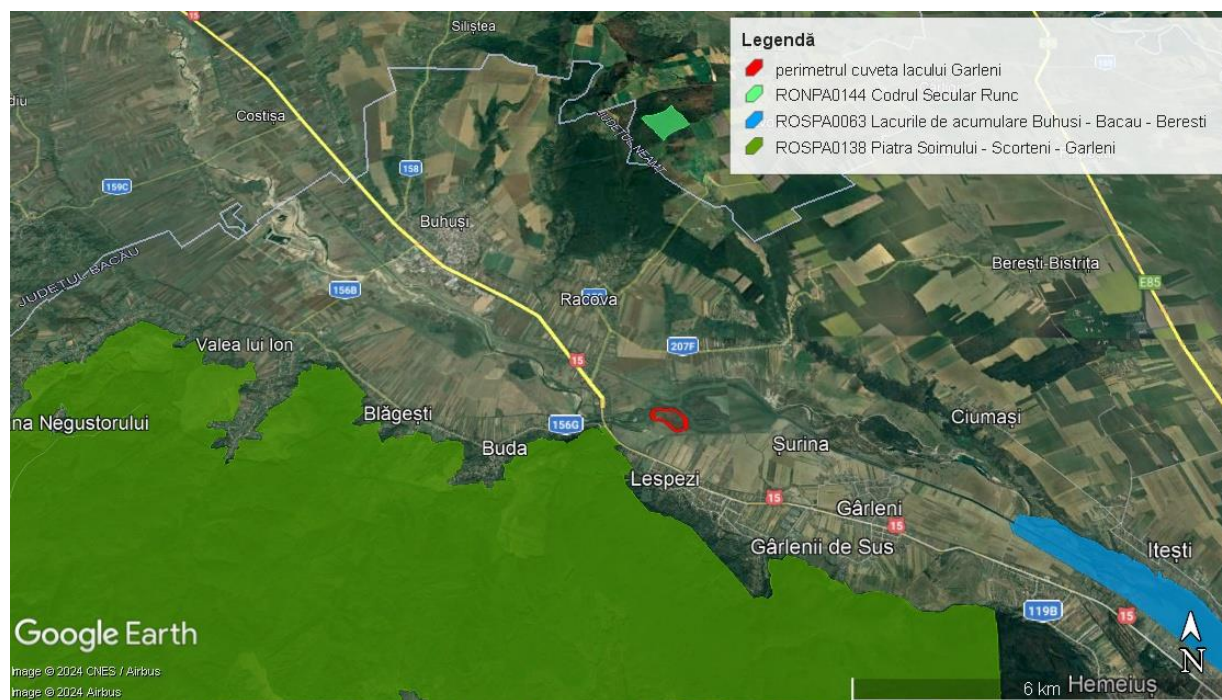 Legendă
perimetrul cuveta lacului Garleni
RONPA0144 Codrul Secular Runc
ROSPA0063 Lacurile de acumulare Buhusi - Bacau - Beresti
ROSPA0138 Piatra Soimului - Scorteni - Garleni
15
Siliștea
diu
Costișa
JUDEȚUL NEAMȚ
159C
158
Buhuși
JUDEȚUL BACĂU
156B
Berești-Bistrița
E85
Racova
207F
Valea lui Ion
15
na Negustorului
Blăgești
156G
Ciumași
Buda
Șurina
Lespezi
15
Gârleni
15
Gârlenii de Sus
Itești
119B
15
Google Earth
N
Image © 2024 CNES / Airbus
Image © 2024 Airbus
6 km
Hemeiuș